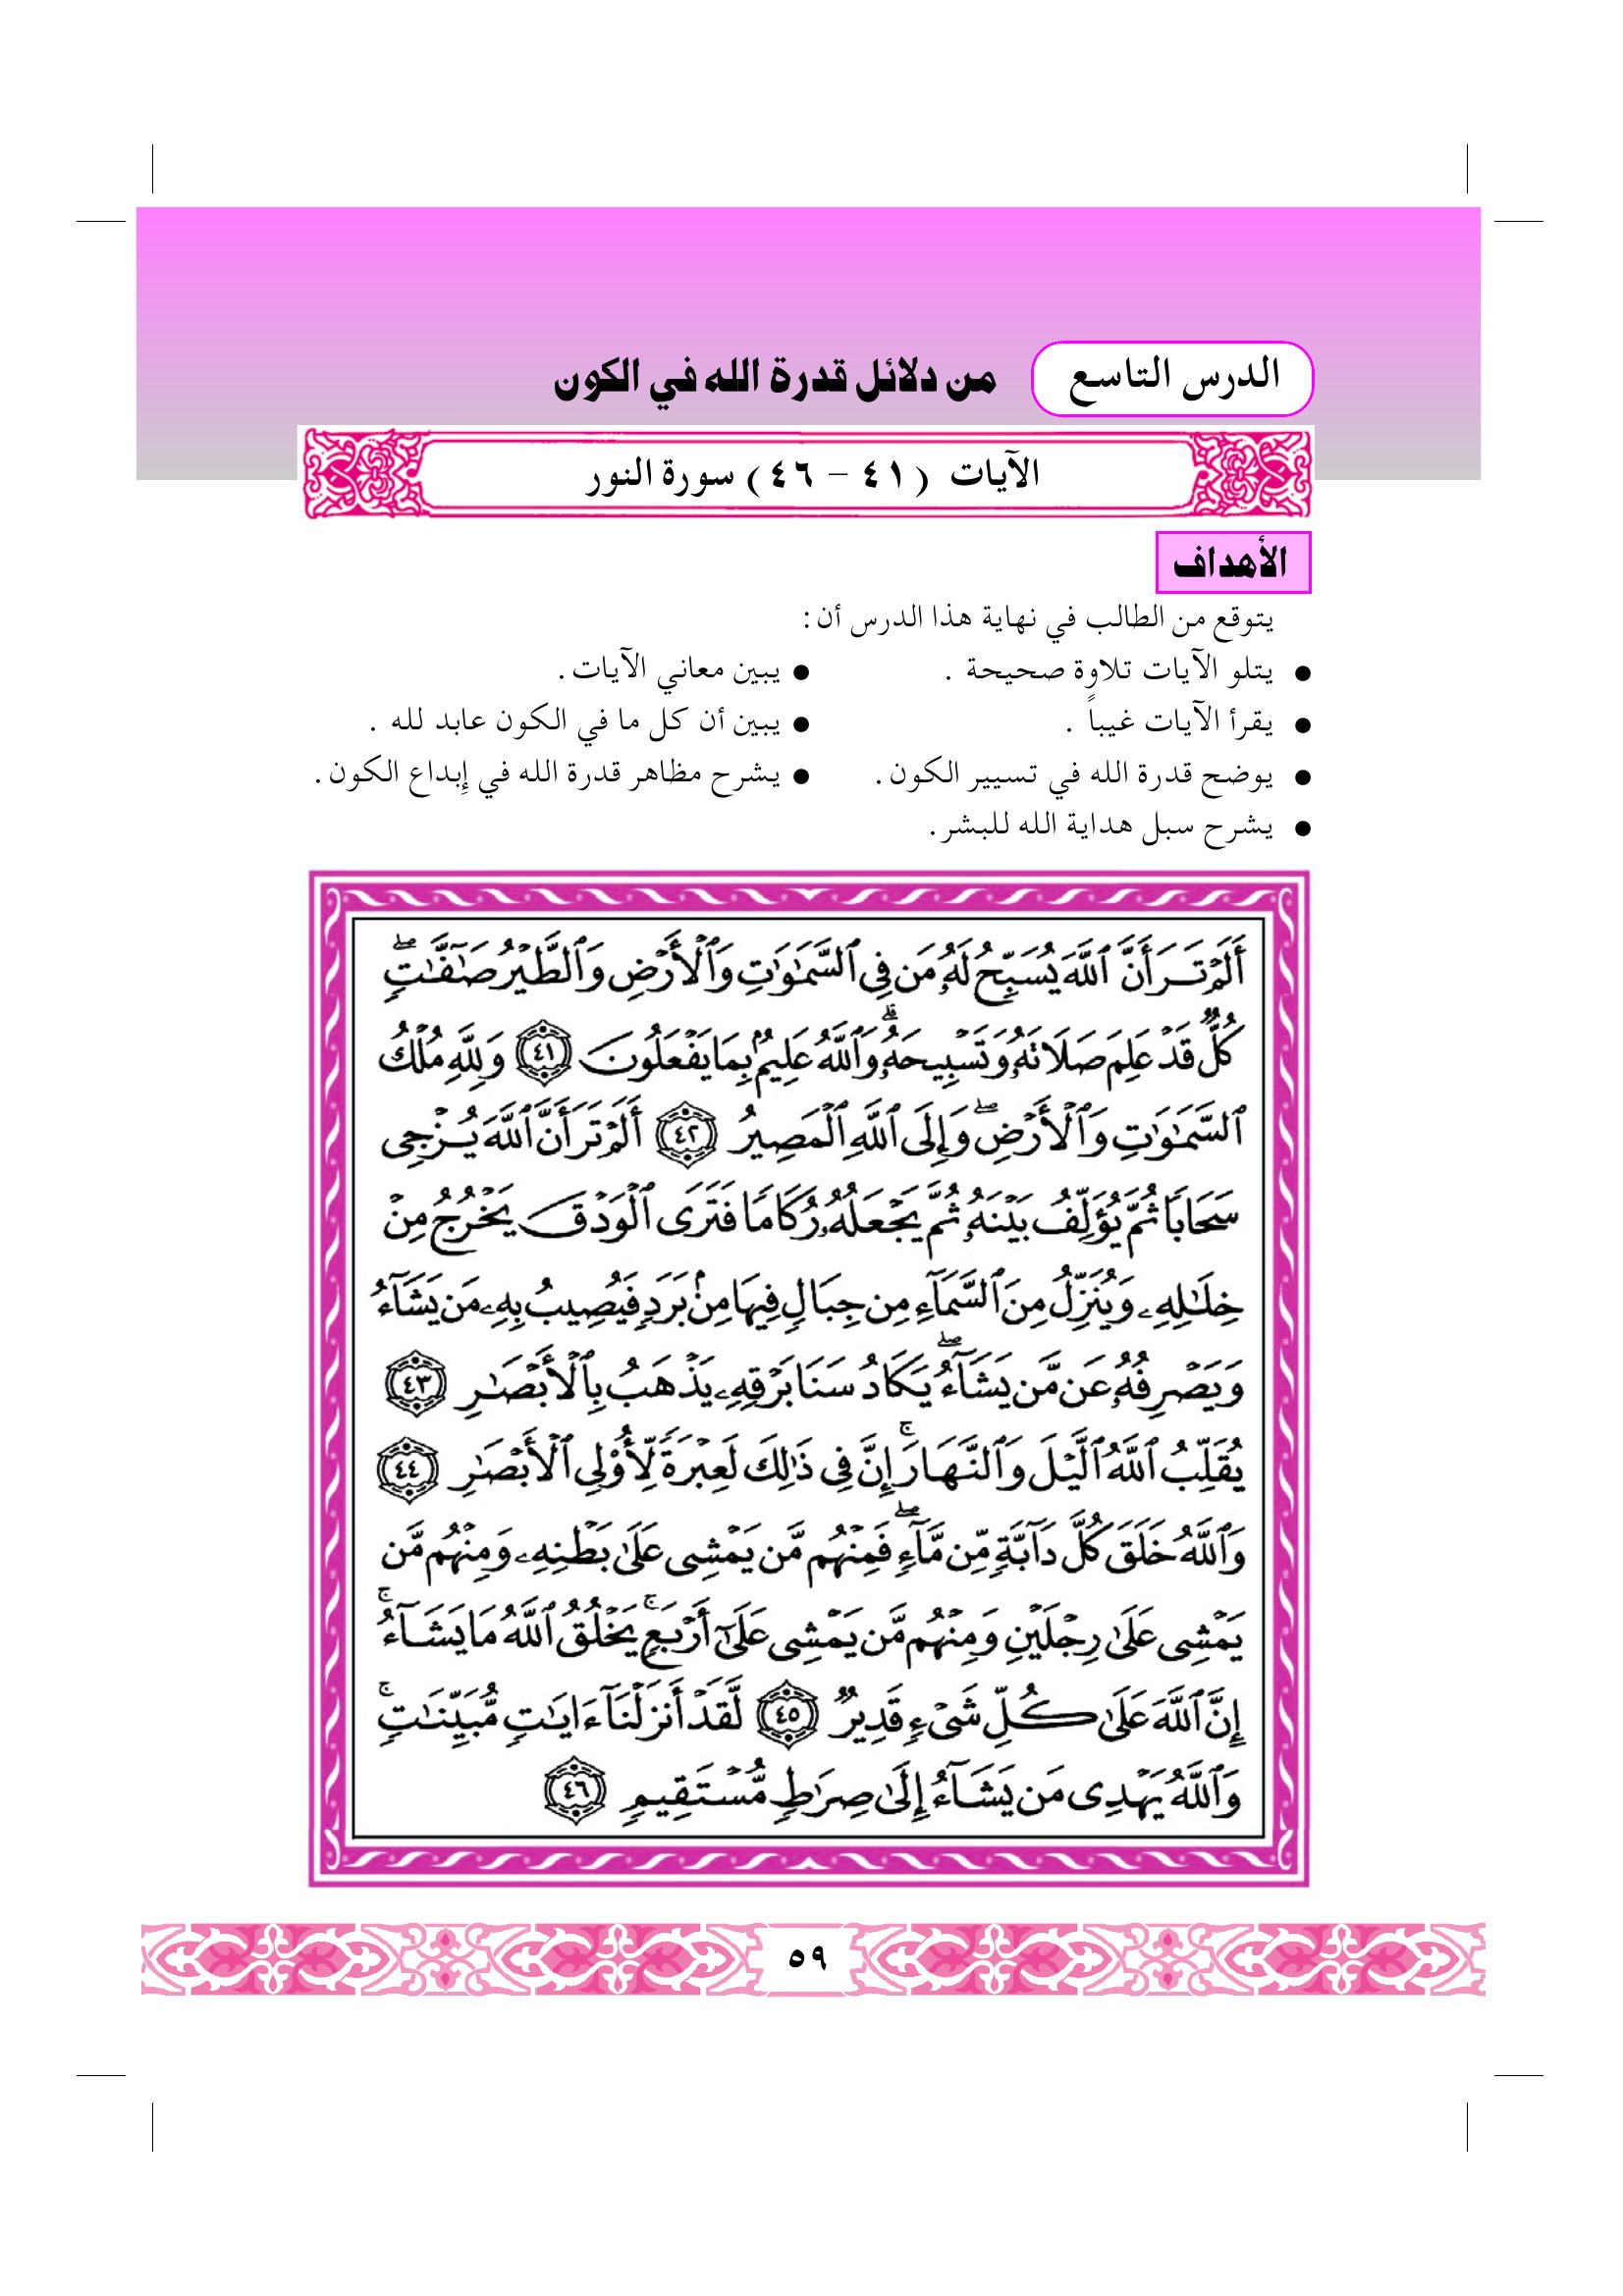 الدرس التاسع من دلائل قدرة الله في الكون
الآيات (٤١ - ٤٦) سورة النور
الأهداف
يتوقع من الطالب في نهاية هذا الدرس أن :
● يتلو الآيات تلاوة صحيحة . ● يبين معاني الآيات .
● يقرأ الآيات غيباً . ● يبين أن كل ما في الكون عابد لله .
● يوضح قدرة الله في تسيير الكون . ● يشرح مظاهر قدرة الله في إبداع الكون .
● يشرح سبل هداية الله للبشر .
أَلَمْ تَرَ أَنَّ ٱللَّهَ يُسَبِّحُ لَهُۥ مَن فِى ٱلسَّمَٰوَٰتِ وَٱلْأَرْضِ وَٱلطَّيْرُ صَٰٓفَّٰتٍۖ
كُلٌّ قَدْ عَلِمَ صَلَاتَهُۥ وَتَسْبِيحَهُۥۗ وَٱللَّهُ عَلِيمٌۢ بِمَا يَفْعَلُونَ ٤١ وَلِلَّهِ مُلْكُ
ٱلسَّمَٰوَٰتِ وَٱلْأَرْضِۖ وَإِلَى ٱللَّهِ ٱلْمَصِيرُ ٤٢ أَلَمْ تَرَ أَنَّ ٱللَّهَ يُزْجِى
سَحَابًا ثُمَّ يُؤَلِّفُ بَيْنَهُۥ ثُمَّ يَجْعَلُهُۥ رُكَامًا فَتَرَى ٱلْوَدْقَ يَخْرُجُ مِنْ
خِلَٰلِهِۦ وَيُنَزِّلُ مِنَ ٱلسَّمَآءِ مِن جِبَالٍ فِيهَا مِنۢ بَرَدٍ فَيُصِيبُ بِهِۦ مَن يَشَآءُ
وَيَصْرِفُهُۥ عَن مَّن يَشَآءُۖ يَكَادُ سَنَا بَرْقِهِۦ يَذْهَبُ بِٱلْأَبْصَٰرِ ٤٣
يُقَلِّبُ ٱللَّهُ ٱلَّيْلَ وَٱلنَّهَارَۚ إِنَّ فِى ذَٰلِكَ لَعِبْرَةً لِّأُو۟لِى ٱلْأَبْصَٰرِ ٤٤
وَٱللَّهُ خَلَقَ كُلَّ دَآبَّةٍ مِّن مَّآءٍۖ فَمِنْهُم مَّن يَمْشِى عَلَىٰ بَطْنِهِۦ وَمِنْهُم مَّن
يَمْشِى عَلَىٰ رِجْلَيْنِ وَمِنْهُم مَّن يَمْشِى عَلَىٰٓ أَرْبَعٍۚ يَخْلُقُ ٱللَّهُ مَا يَشَآءُۚ
إِنَّ ٱللَّهَ عَلَىٰ كُلِّ شَىْءٍ قَدِيرٌ ٤٥ لَّقَدْ أَنزَلْنَآ ءَايَٰتٍ مُّبَيِّنَٰتٍۚ
وَٱللَّهُ يَهْدِى مَن يَشَآءُ إِلَىٰ صِرَٰطٍ مُّسْتَقِيمٍ ٤٦
٥٩